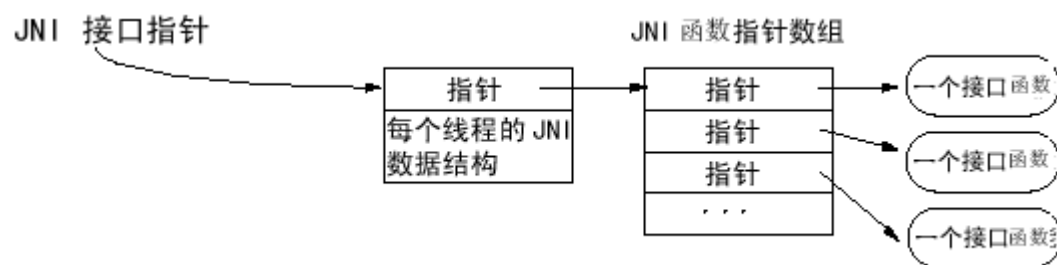 JNI 接口指针
JNI 函数指针数组
指针
每个线程的 JNI
数据结构
指针
指针
指针
...
一个接口函数
一个接口函数
一个接口函数